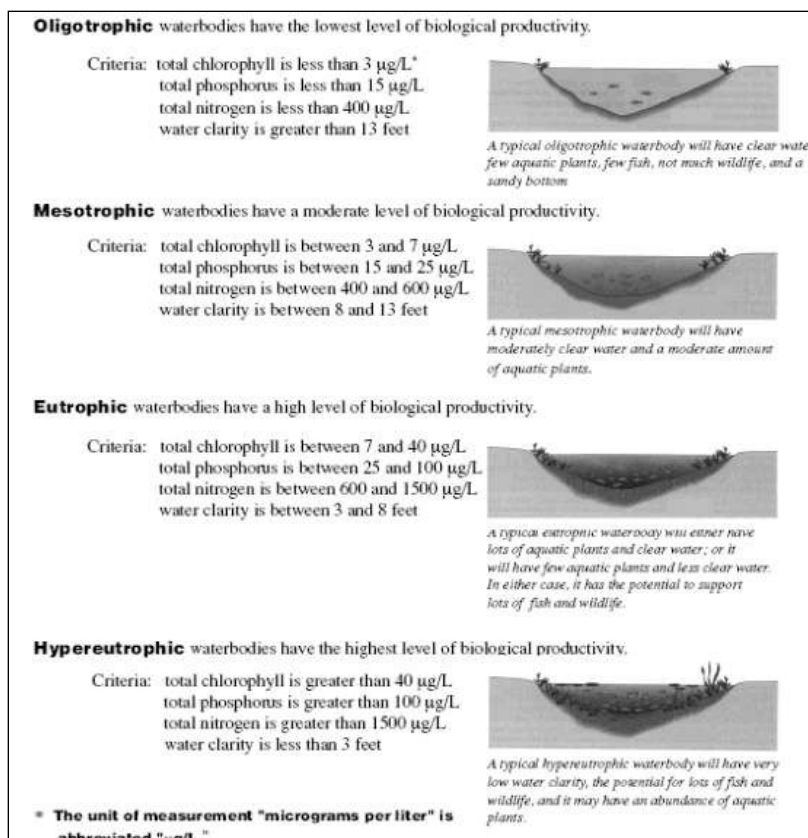 Oligotrophic waterbodies have the lowest level of biological productivity.
Criteria: total chlorophyll is less than 3 µg/L*
total phosphorus is less than 15 µg/L
total nitrogen is less than 400 µg/L
water clarity is greater than 13 feet
A typical oligotrophic waterbody will have clear wate
few aquatic plants, few fish, not much wildlife, and a
sandy bottom
Mesotrophic waterbodies have a moderate level of biological productivity.
Criteria: total chlorophyll is between 3 and 7 µg/L
total phosphorus is between 15 and 25 µg/L
total nitrogen is between 400 and 600 µg/L
water clarity is between 8 and 13 feet
A typical mesotrophic waterbody will have
moderately clear water and a moderate amount
of aquatic plants.
Eutrophic waterbodies have a high level of biological productivity.
Criteria: total chlorophyll is between 7 and 40 µg/L
total phosphorus is between 25 and 100 µg/L
total nitrogen is between 600 and 1500 µg/L
water clarity is between 3 and 8 feet
A typical eutrophic waterbody will either have
lots of aquatic plants and clear water; or it
will have few aquatic plants and less clear water.
In either case, it has the potential to support
lots of fish and wildlife.
Hypereutrophic waterbodies have the highest level of biological productivity.
Criteria: total chlorophyll is greater than 40 µg/L
total phosphorus is greater than 100 µg/L
total nitrogen is greater than 1500 µg/L
water clarity is less than 3 feet
A typical hypereutrophic waterbody will have very
low water clarity, the potential for lots of fish and
wildlife, and it may have an abundance of aquatic
plants.
* The unit of measurement "micrograms per liter" is
abbreviated "µg/L"